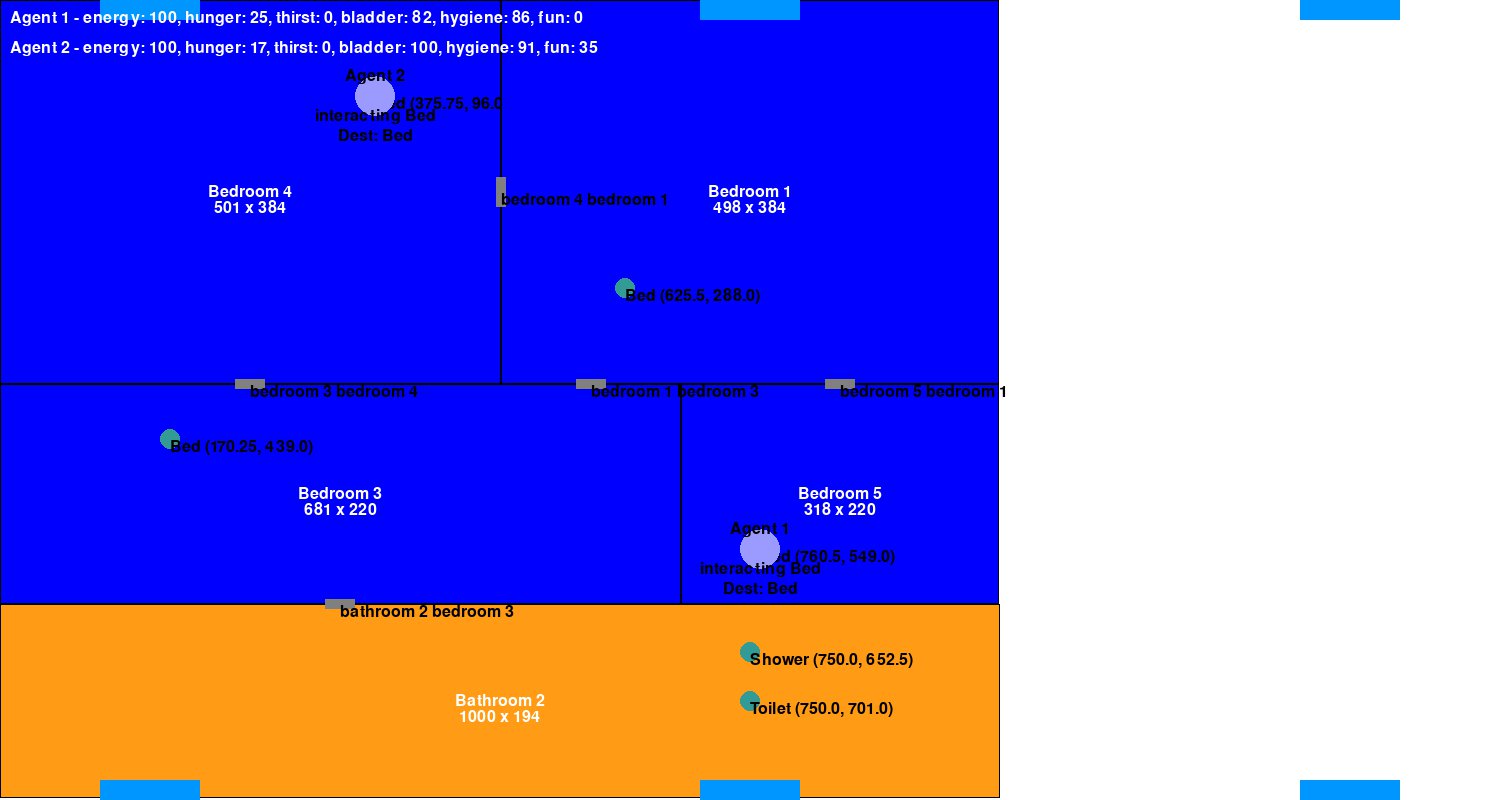 Agent 1 - energy: 100, hunger: 25, thirst: 0, bladder: 82, hygiene: 86, fun: 0
Agent 2 - energy: 100, hunger: 17, thirst: 0, bladder: 100, hygiene: 91, fun: 35
Agent 2
(375.75, 96.0
interacting Bed
Dest: Bed
Bedroom 4
501 x 384
Bedroom 1
498 x 384
bedroom 4 bedroom 1
Bed (625.5, 288.0)
bedroom 3 bedroom 4
bedroom 1 bedroom 3
bedroom 5 bedroom 1
Bed (170.25, 439.0)
Bedroom 3
681 x 220
Bedroom 5
318 x 220
Agent 1
(760.5, 549.0)
interacting Bed
Dest: Bed
bathroom 2 bedroom 3
Shower (750.0, 652.5)
Bathroom 2
1000 x 194
Toilet (750.0, 701.0)